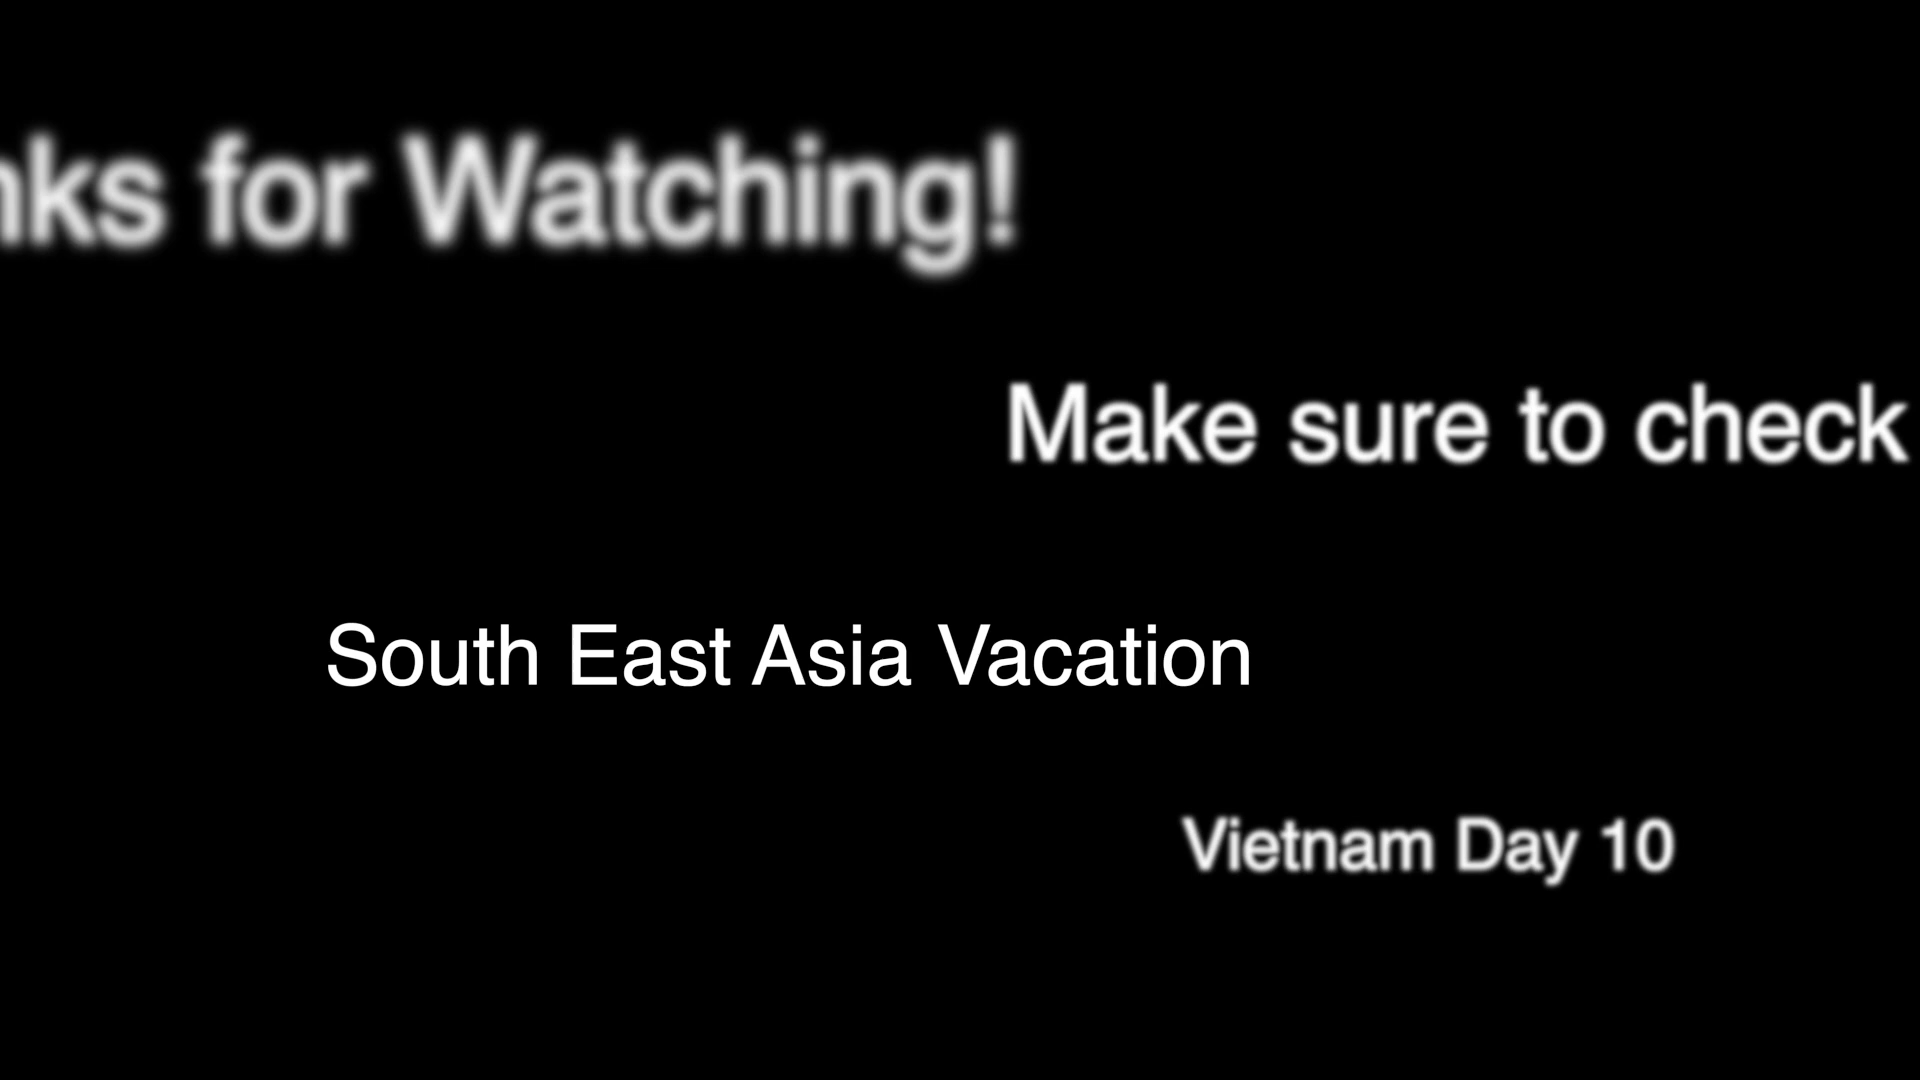 nks for Watching!
Make sure to check
South East Asia Vacation
Vietnam Day 10